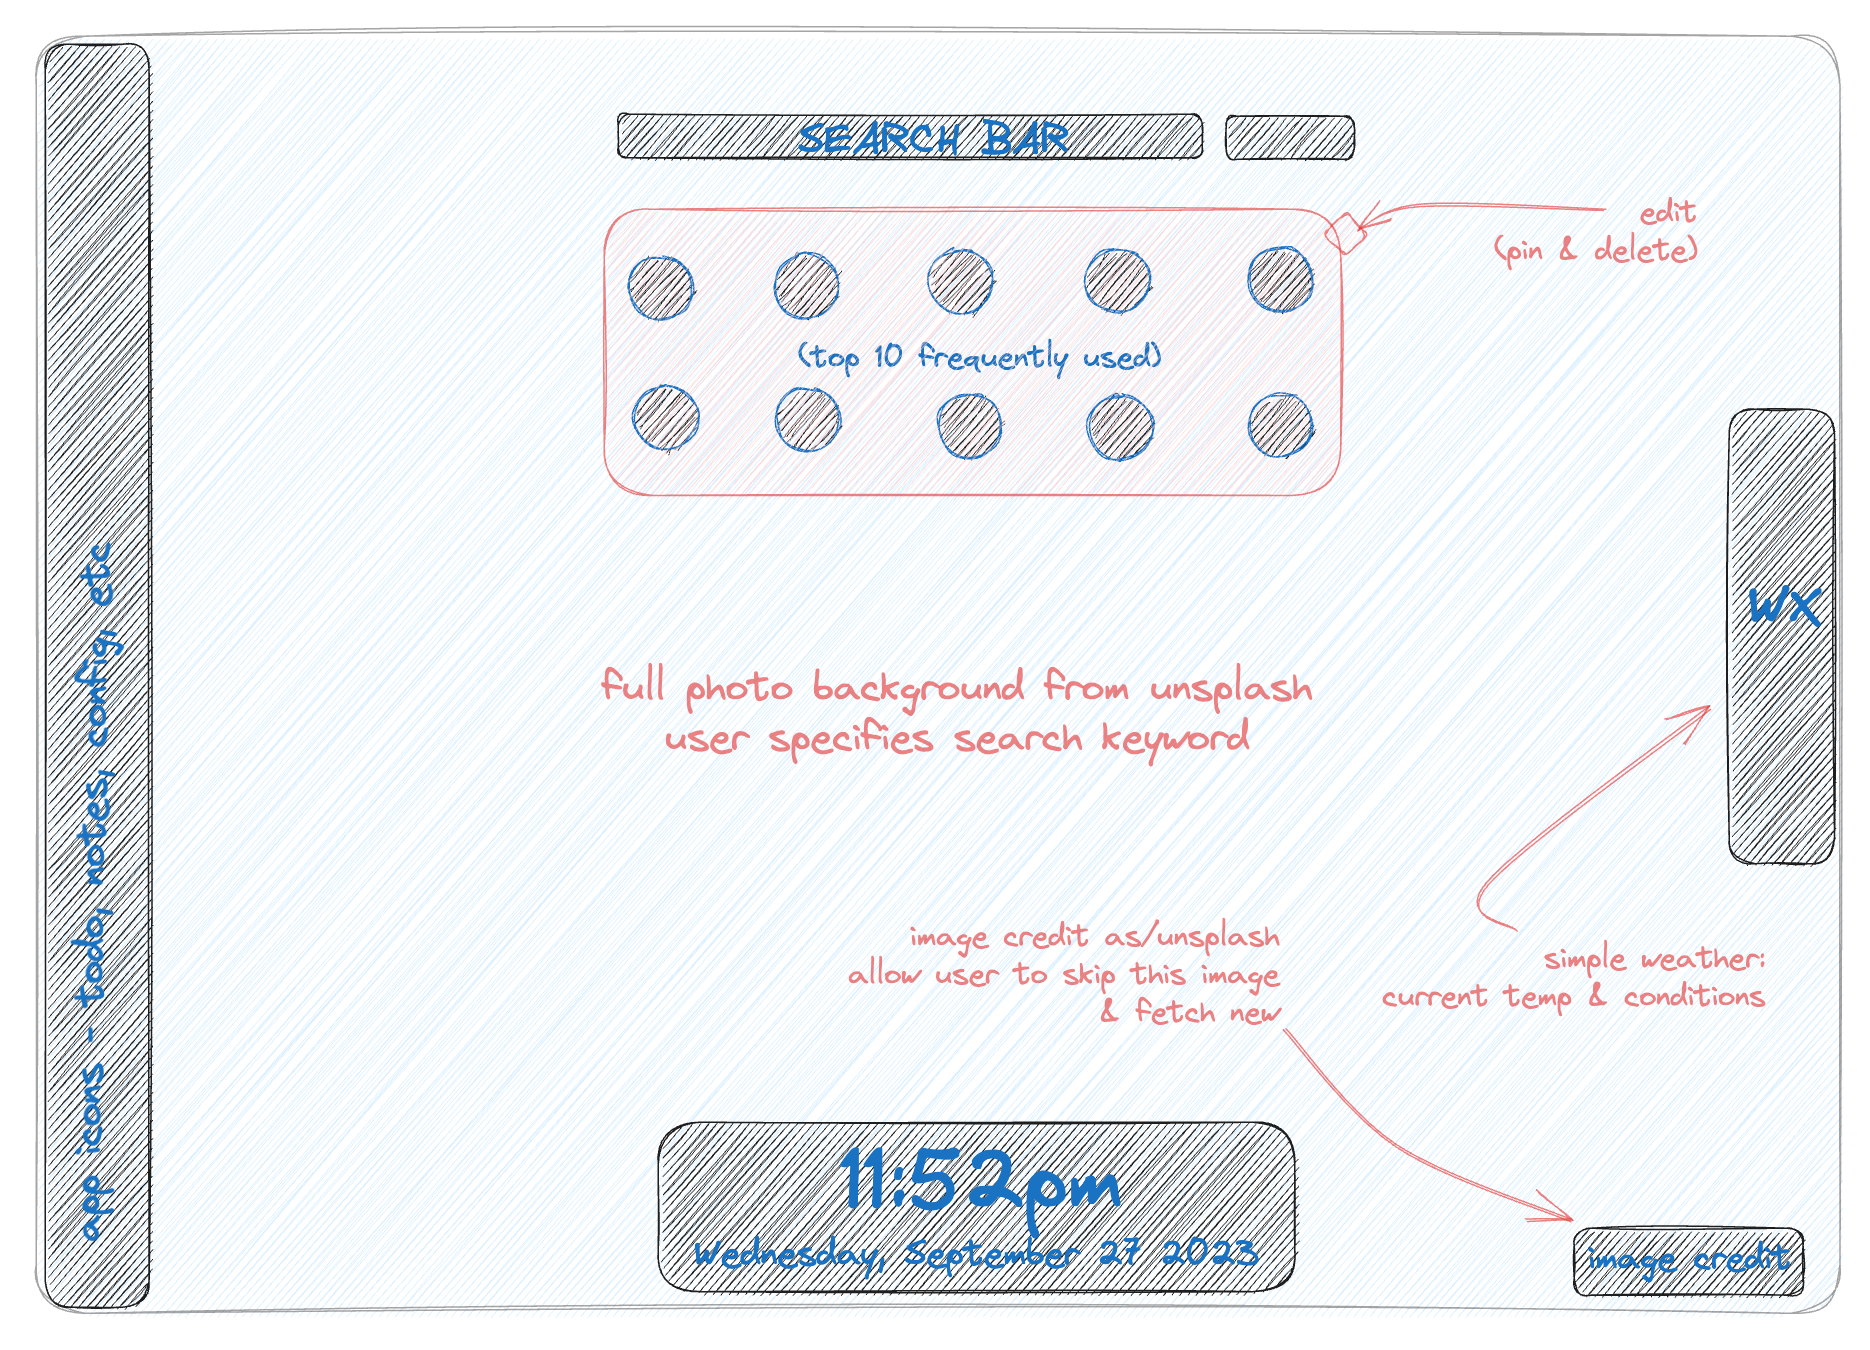 SEARCH BAR
edit
(pin & delete)
(top 10 frequently used)
app icons - todo, notes, config, etc
WX
full photo background from unsplash
user specifies search keyword
image credit as/unsplash
allow user to skip this image
& fetch new
simple weather:
current temp & conditions
11:52pm
Wednesday, September 27 2023
image credit